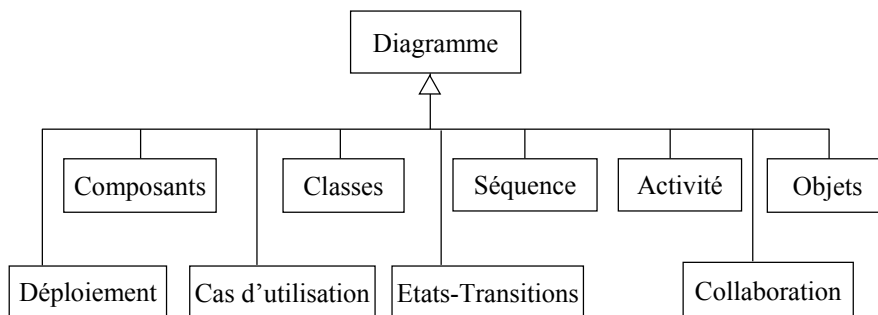 Diagramme
Composants
Classes
Séquence
Activité
Objets
Déploiement
Cas d’utilisation
Etats-Transitions
Collaboration